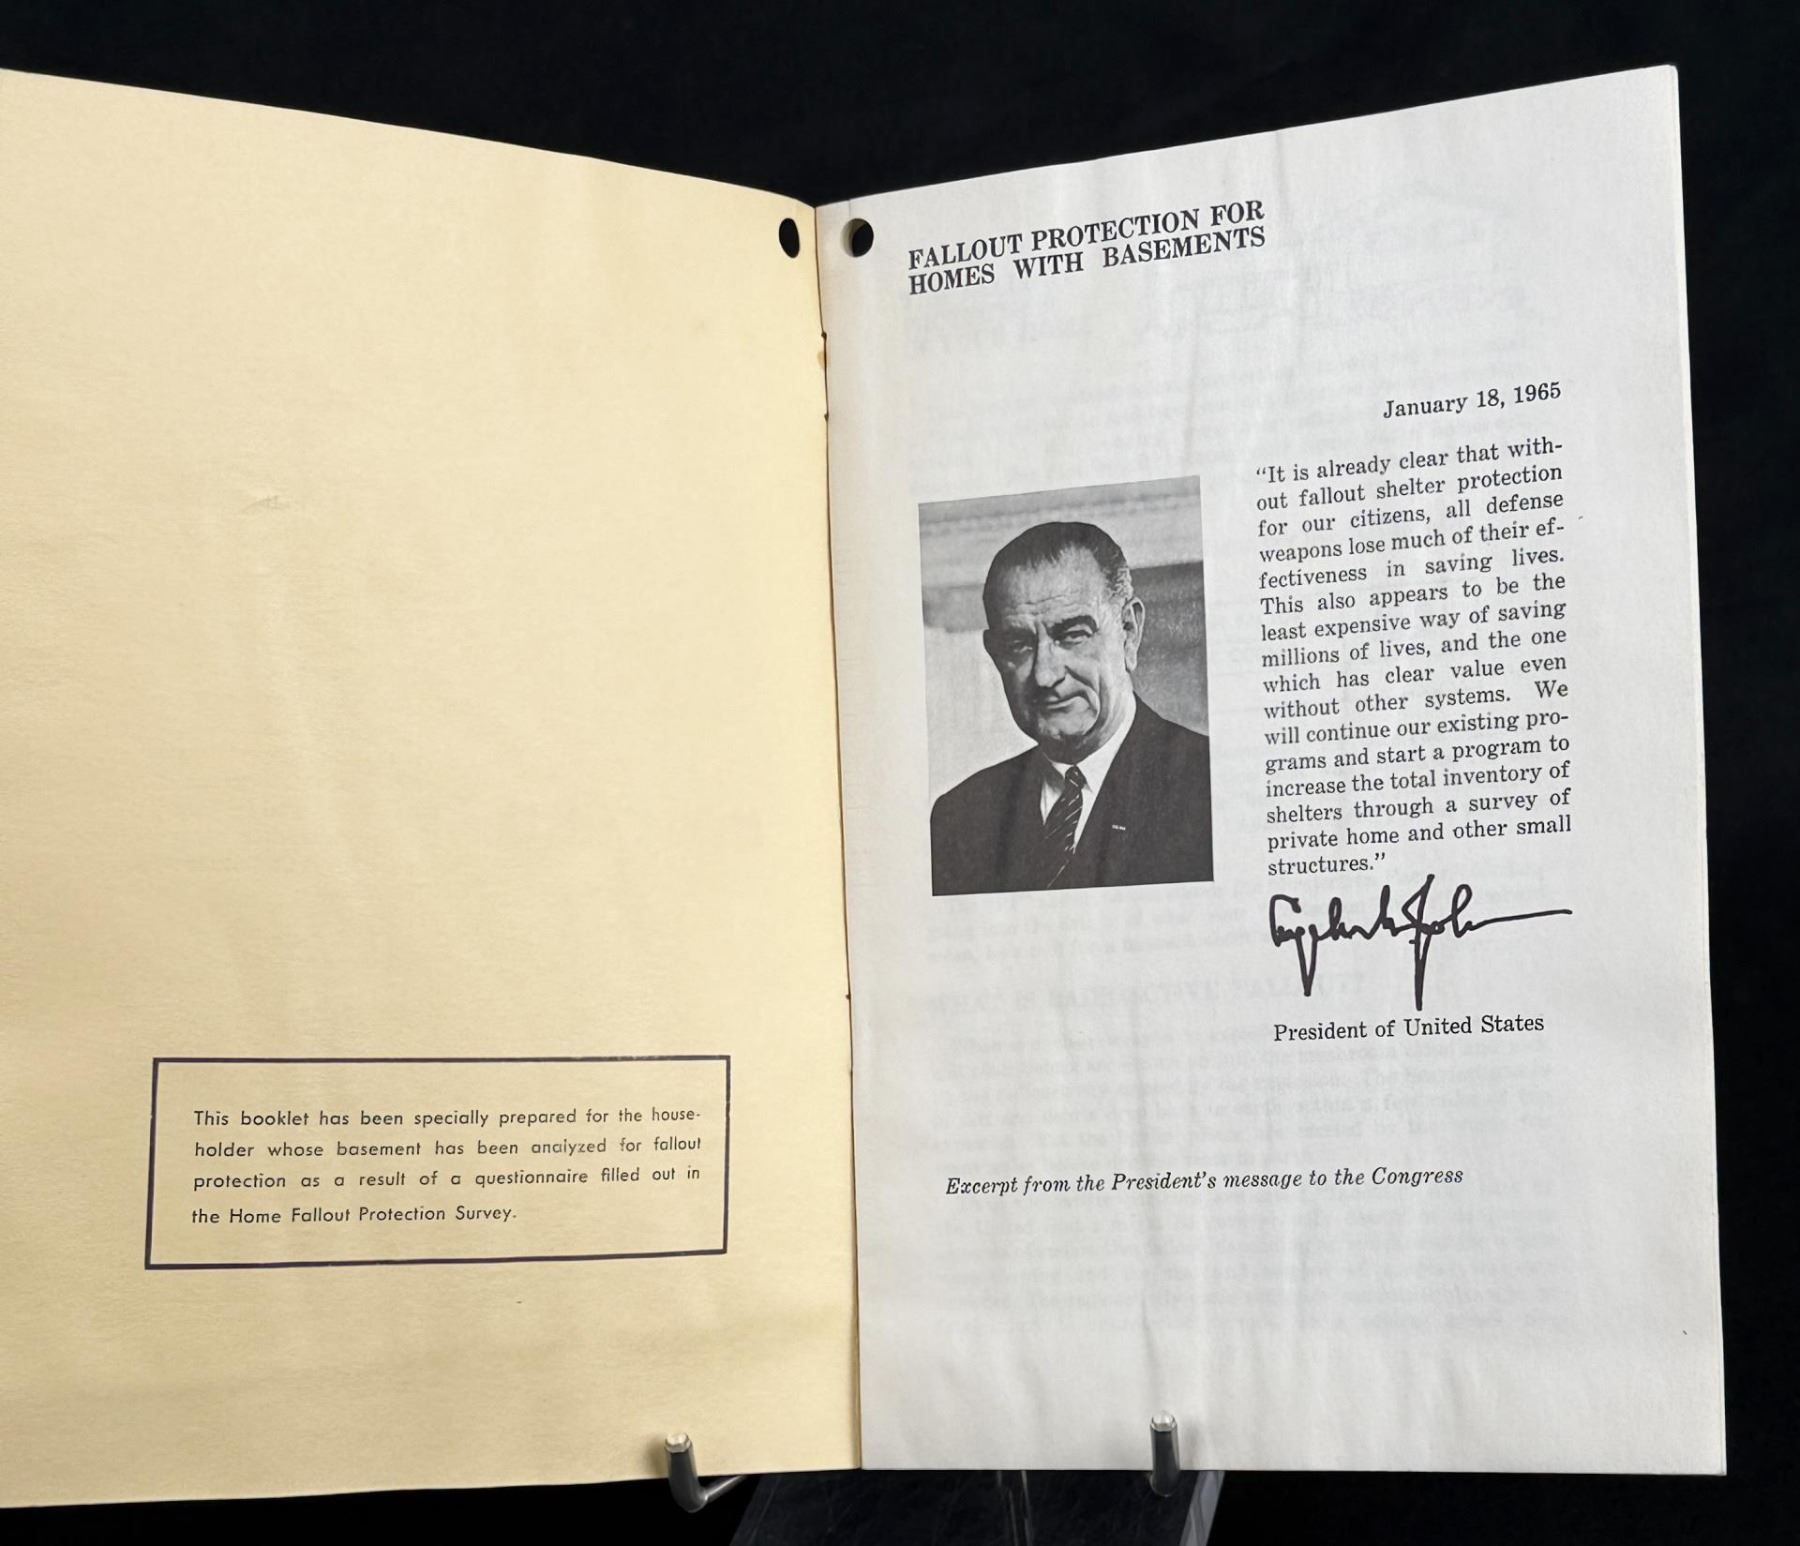 This booklet has been specially prepared for the house-
holder whose basement has been analyzed for fallout
protection as a result of a questionnaire filled out in
the Home Fallout Protection Survey.
FALLOUT PROTECTION FOR
HOMES WITH BASEMENTS
January 18, 1965
“It is already clear that with-
out fallout shelter protection
for our citizens, all defense
weapons lose much of their ef-
fectiveness in saving lives.
This also appears to be the
least expensive way of saving
millions of lives, and the one
which has clear value even
without other systems. We
will continue our existing pro-
grams and start a program to
increase the total inventory of
shelters through a survey of
private home and other small
structures.”
President of United States
Excerpt from the President's message to the Congress